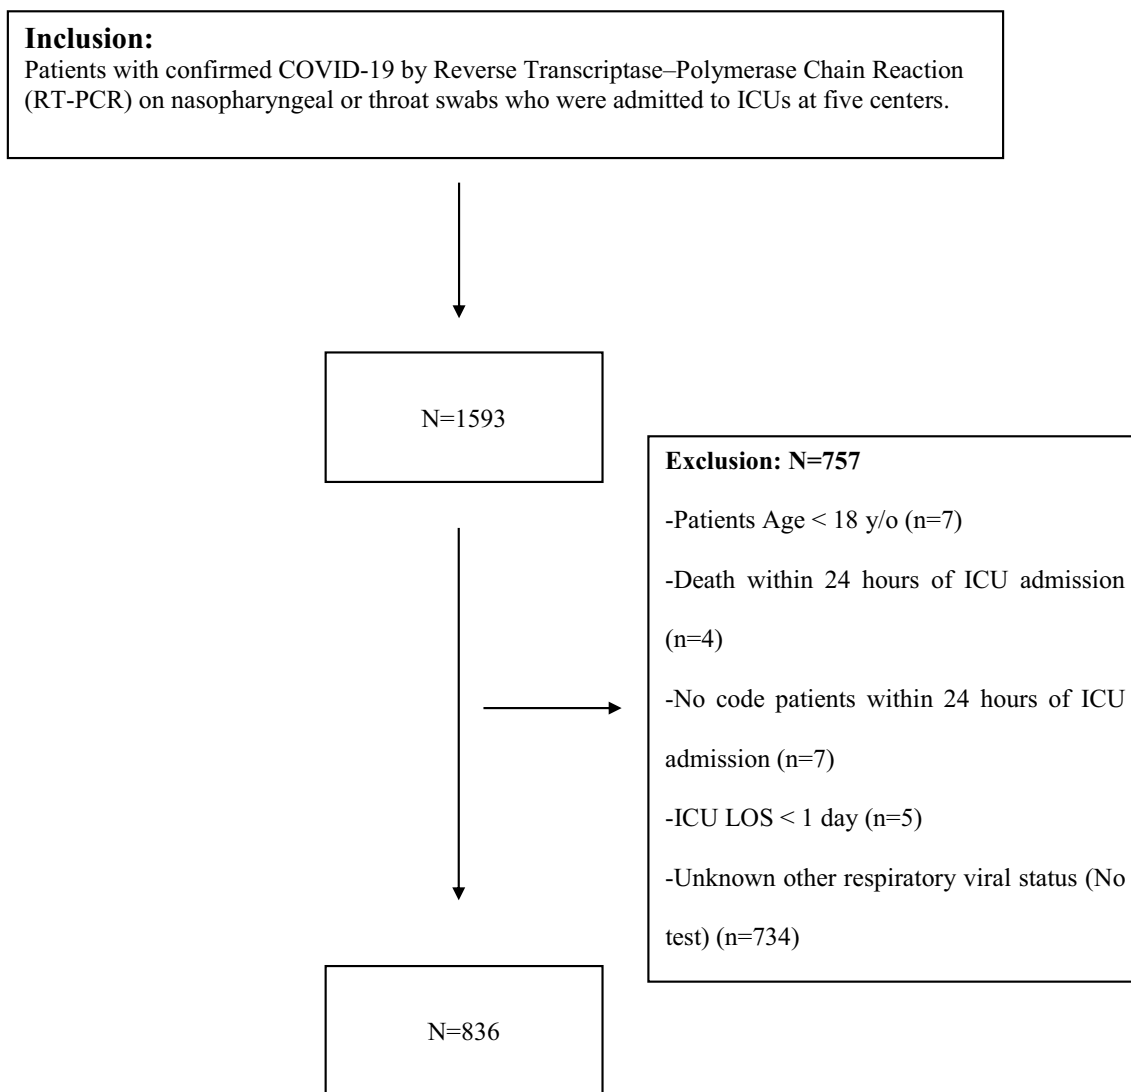 Inclusion:
Patients with confirmed COVID-19 by Reverse Transcriptase–Polymerase Chain Reaction
(RT-PCR) on nasopharyngeal or throat swabs who were admitted to ICUs at five centers.
N=1593
Exclusion: N=757
-Patients Age < 18 y/o (n=7)
-Death within 24 hours of ICU admission
(n=4)
-No code patients within 24 hours of ICU
admission (n=7)
-ICU LOS < 1 day (n=5)
-Unknown other respiratory viral status (No
test) (n=734)
N=836